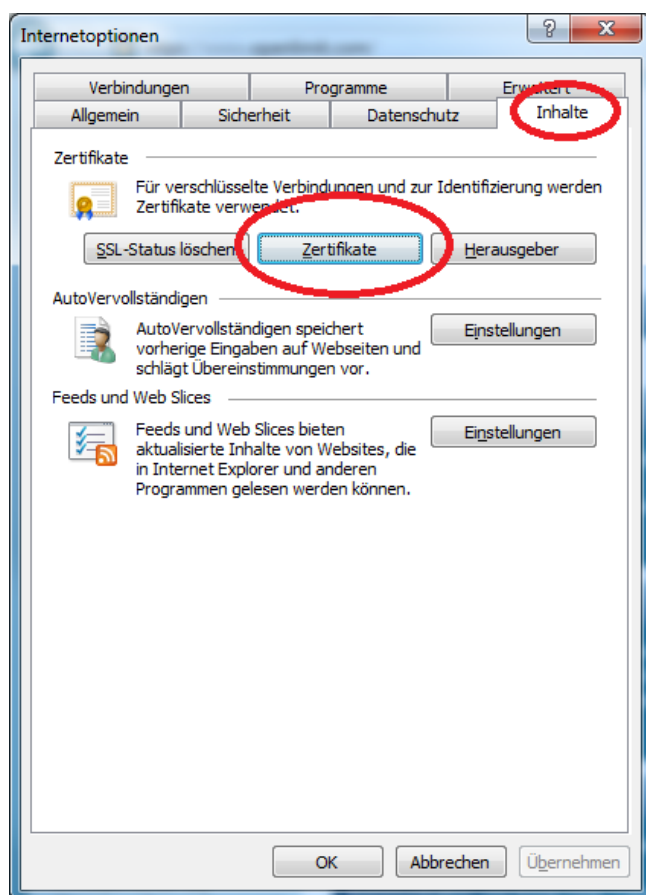 Internetoptionen
Verbindungen Programme Erweitert
Allgemein Sicherheit Datenschutz Inhalte
Zertifikate
Für verschlüsselte Verbindungen und zur Identifizierung werden
Zertifikate verwendet.
SSL-Status löschen Zertifikate Herausgeber
AutoVervollständigen
AutoVervollständigen speichert
vorherige Eingaben auf Webseiten und
schlägt Übereinstimmungen vor.
Einstellungen
Feeds und Web Slices
Feeds und Web Slices bieten
aktualisierte Inhalte von Websites, die
in Internet Explorer und anderen
Programmen gelesen werden können.
Einstellungen
OK Abbrechen Übernehmen